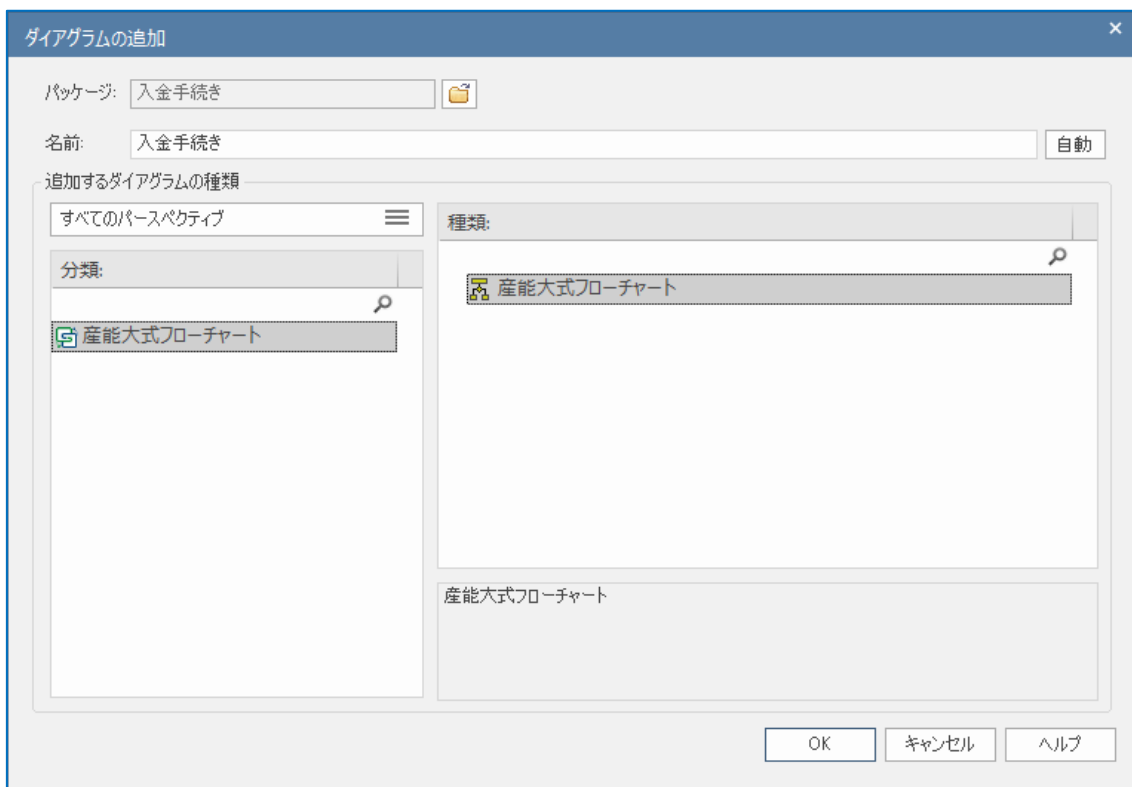 ダイアグラムの追加
パッケージ: 入金手続き
名前: 入金手続き 自動
追加するダイアグラムの種類
すべてのパースペクティブ
分類:
産能大式フローチャート
種類:
産能大式フローチャート
産能大式フローチャート
OK キャンセル ヘルプ